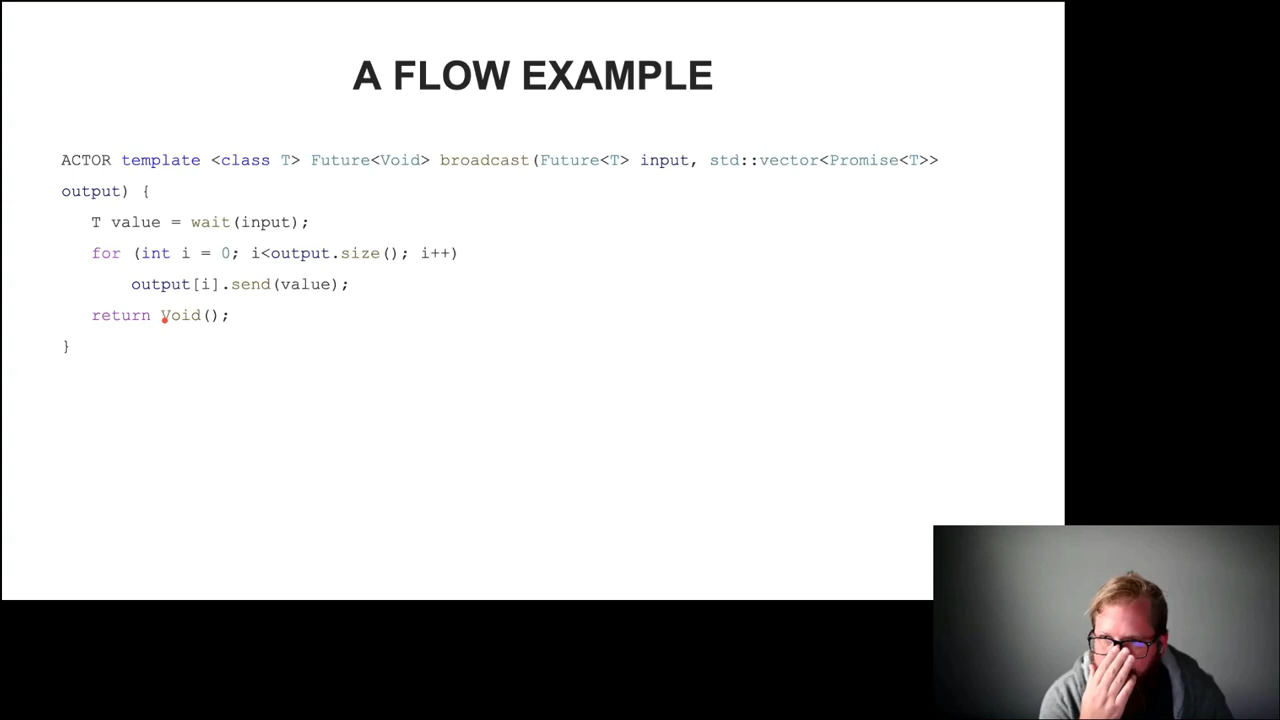 A FLOW EXAMPLE
ACTOR template <class T> Future<Void> broadcast(Future<T> input, std::vector<Promise<T>>
output) {
T value = wait(input);
for (int i = 0; i<output.size(); i++)
output[i].send(value);
return Void();
}